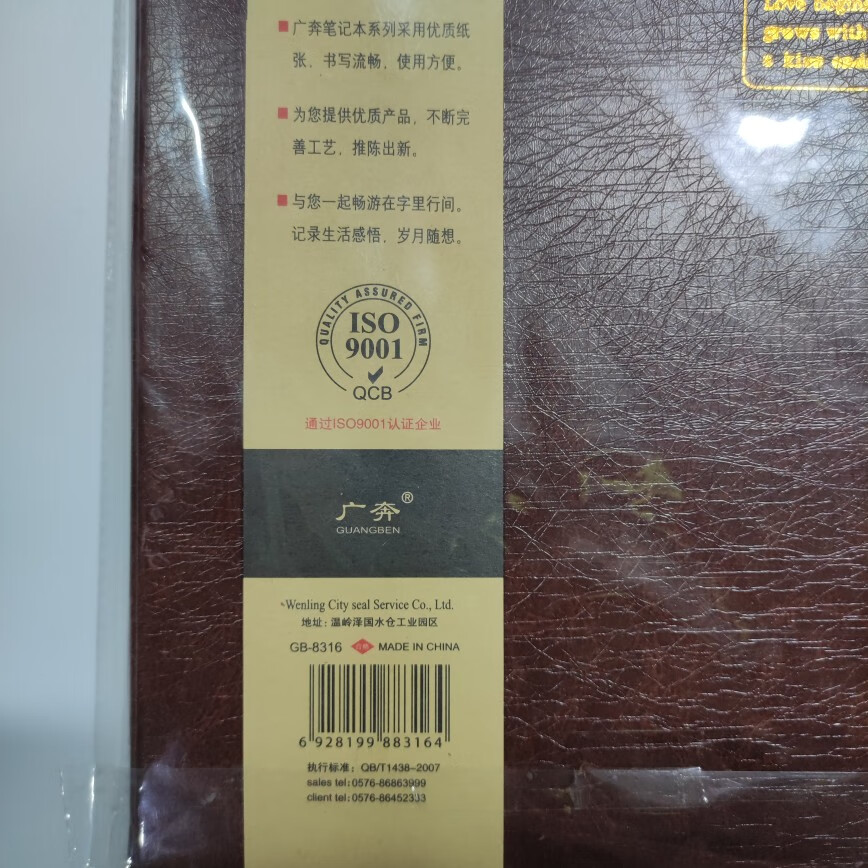 广奔笔记本系列采用优质纸
张、书写流畅、使用方便。
为您提供优质产品，不断完
善工艺、推陈出新。
与您一起畅游在字里行间。
记录生活感悟、岁月随想。
QUALITY ASSURED FIRM
ISO
9001
QCB
通过ISO9001认证企业
广奔®
GUANGBEN
Wenling City seal Service Co., Ltd.
地址：温岭泽国水仓工业园区
GB-8316 MADE IN CHINA
6 928199 883164
执行标准：QB/T1438-2007
sales tel:0576-86863999
client tel:0576-86452333
Love begins
grows with
a kiss ends